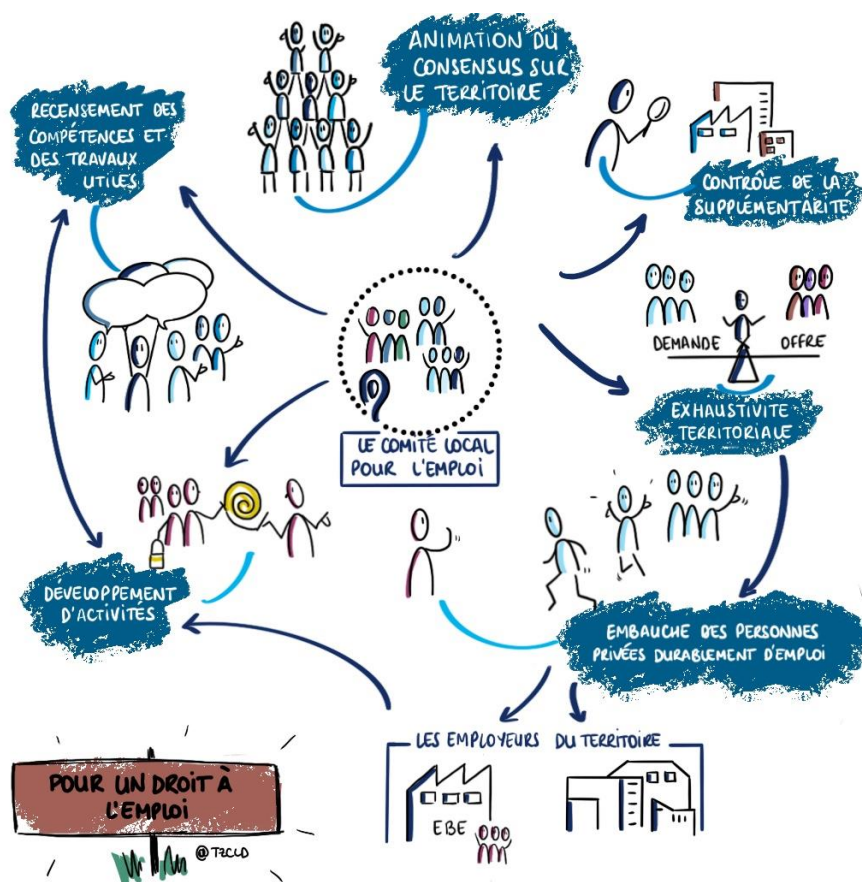 ANIMATION DU
CONSENSUS SUR
LE TERRITOIRE
RECENSEMENT DES
COMPÉTENCES ET
DES TRAVAUX
UTILES
CONTRÔLE DE LA
SUPPLÉMENTARITÉ
DEMANDE
OFFRE
EXHAUSTIVITE
TERRITORIALE
LE COMITÉ LOCAL
POUR L'EMPLOI
DÉVELOPPEMENT
D'ACTIVITÉS
EMBAUCHE DES PERSONNES
PRIVÉES DURABLEMENT D'EMPLOI
LES EMPLOYEURS DU TERRITOIRE
EBE
POUR UN DROIT À
L'EMPLOI
@TZCLD